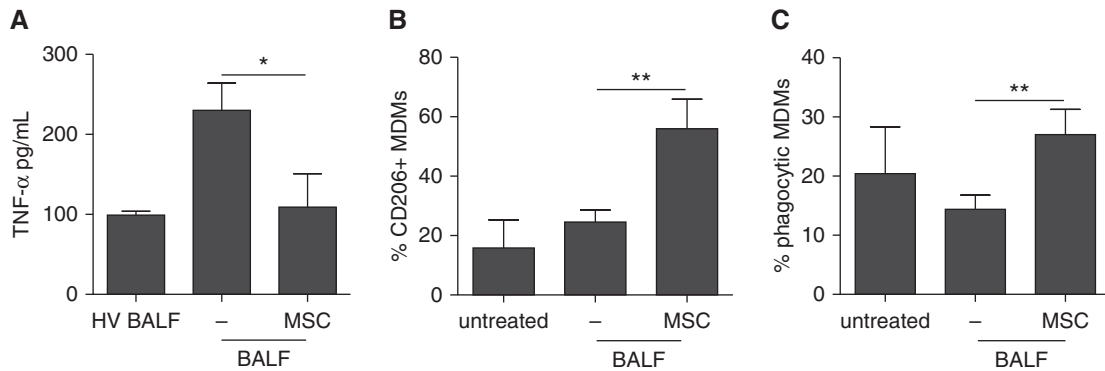 A
TNF-α pg/mL
300
200
100
0
*
HV BALF – MSC
BALF
B
% CD206+ MDMs
80
60
40
20
0
**
untreated – MSC
BALF
C
% phagocytic MDMs
40
30
20
10
0
**
untreated – MSC
BALF